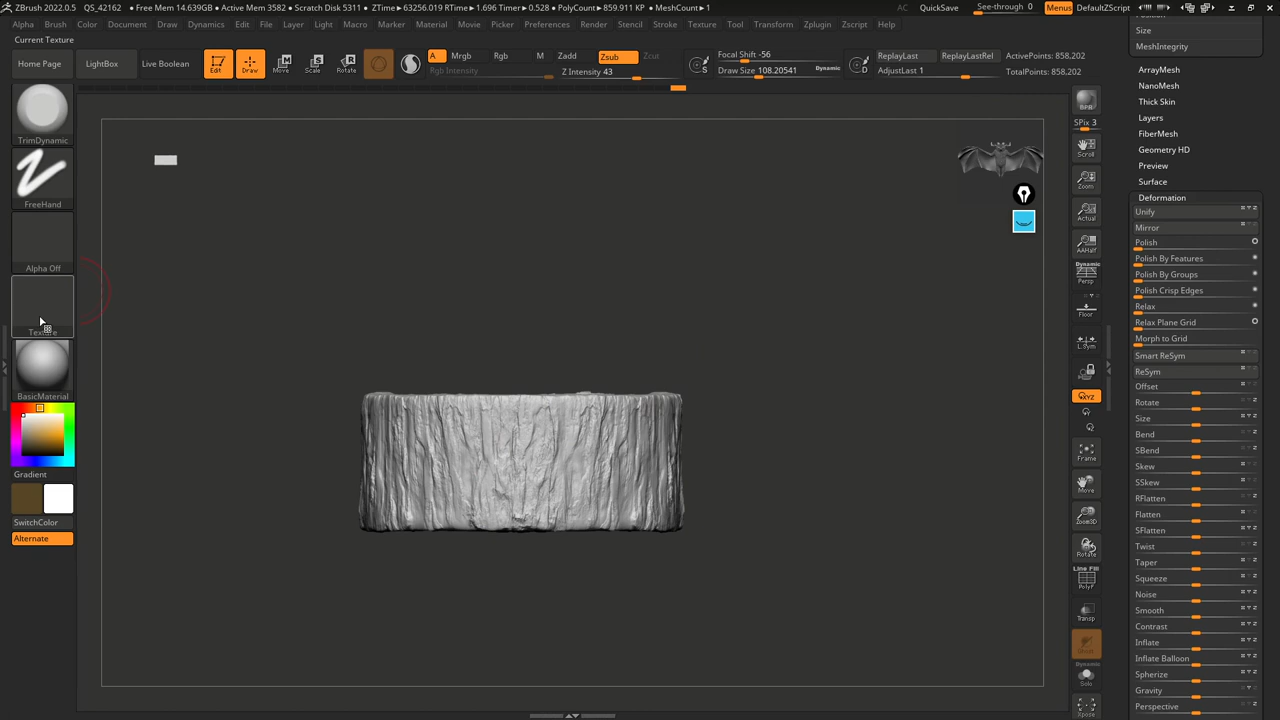 ZBrush 2022.0.5 QS_42162 • Free Mem 14.639GB • Active Mem 3582 • Scratch Disk 5311 • ZTime▸63256.019 RTime▸1.696 Timer▸0.528 • PolyCount▸859.911 KP • MeshCount▸1 AC QuickSave See-through 0 Menus DefaultZScript
Alpha Brush Color Document Draw Dynamics Edit File Layer Light Macro Marker Material Movie Picker Preferences Render Stencil Stroke Texture Tool Transform Zplugin Zscript Help
Current Texture
Home Page LightBox Live Boolean Edit Draw Move Scale Rotate A Mrgb Rgb M Zadd Zsub Zcut
Rgb Intensity Z Intensity 43
Focal Shift -56
Draw Size 108.20541 Dynamic
S
D
ReplayLast ReplayLastRel
AdjustLast 1
ActivePoints: 858,202
TotalPoints: 858,202
TrimDynamic
FreeHand
Alpha Off
Texture
BasicMaterial
Gradient
SwitchColor
Alternate
BPR
SPix 3
Scroll
Zoom
Actual
AAHalf
Dynamic
Persp
Floor
L.Sym
XYZ
Frame
Move
Zoom3D
Rotate
Line Fill
PolyF
Transp
Dynamic
Solo
Xpose
Position
Size
MeshIntegrity
ArrayMesh
NanoMesh
Thick Skin
Layers
FiberMesh
Geometry HD
Preview
Surface
Deformation
Unify
Mirror
Polish
Polish By Features
Polish By Groups
Polish Crisp Edges
Relax
Relax Plane Grid
Morph to Grid
Smart ReSym
ReSym
Offset
Rotate
Size
Bend
SBend
Skew
SSkew
RFlatten
Flatten
SFlatten
Twist
Taper
Squeeze
Noise
Smooth
Contrast
Inflate
Inflate Balloon
Spherize
Gravity
Perspective